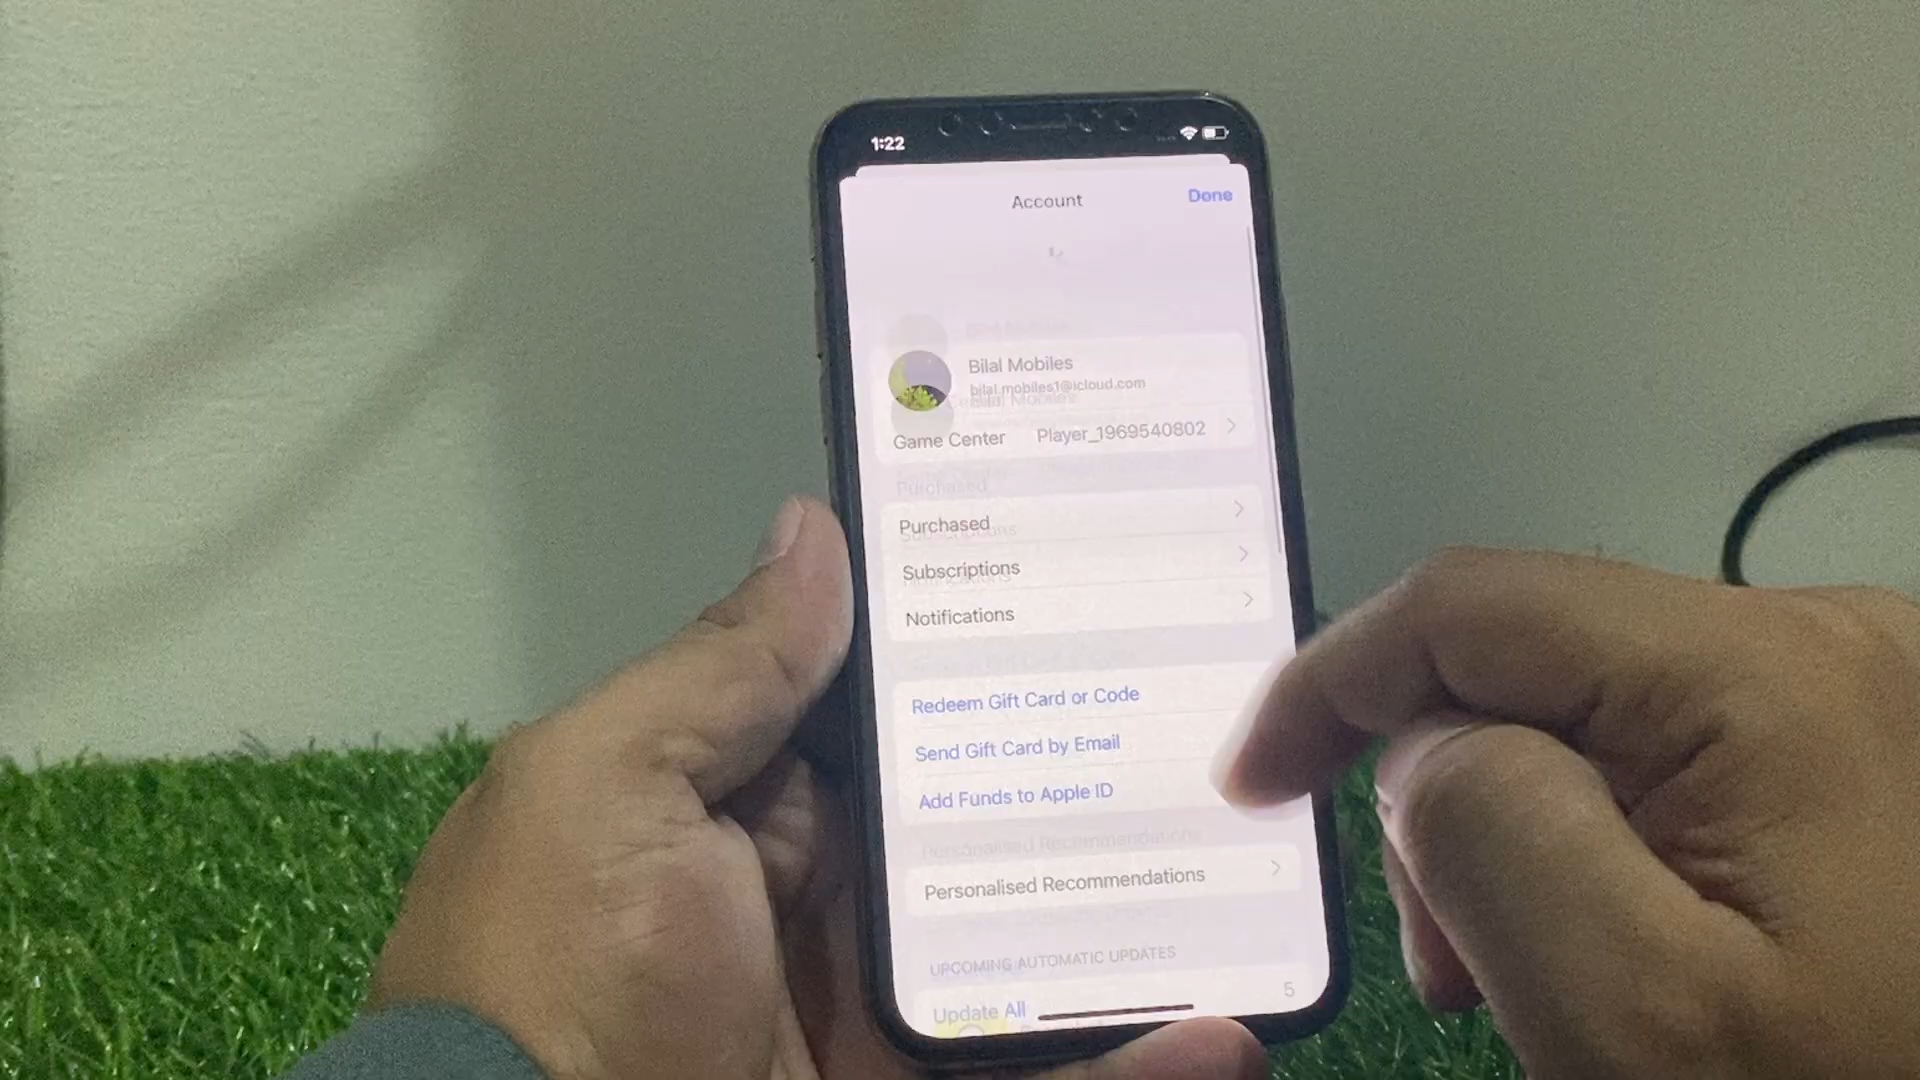 1:22
Account
Done
Bilal Mobiles
bilal.mobiles1@icloud.com
Game Center Player_1969540802
Purchased
Subscriptions
Notifications
Redeem Gift Card or Code
Send Gift Card by Email
Add Funds to Apple ID
Personalised Recommendations
Personalised Recommendations
UPCOMING AUTOMATIC UPDATES
Update All 5